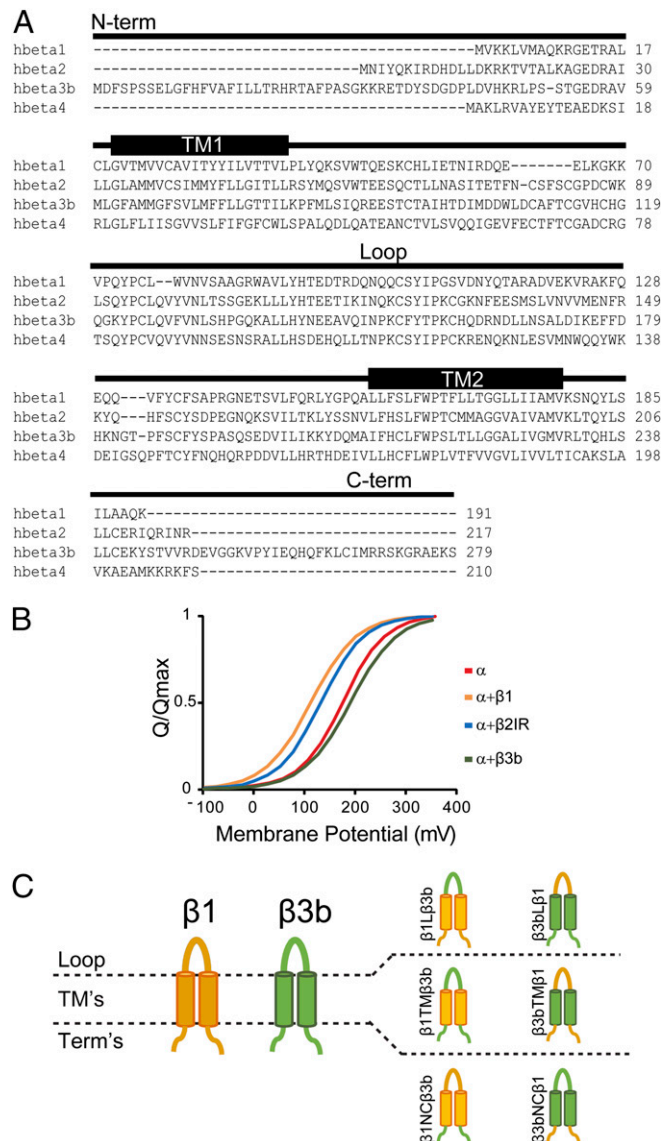 A
N-term
hbeta1 ---------------------------------------------MVKKLVMAQKRGETRAL 17
hbeta2 -------------------------------MNIYQKIRDHDLLDKRKTVTALKAGEDRAI 30
hbeta3b MDFSPSSELGFHFVAFILLTRHRTAFPASGKKRETDYSDGDPLDVHKRLPS-STGEDRAV 59
hbeta4 --------------------------------------------MAKLRVAYEYTEAEDKSI 18
TM1
hbeta1 CLGVTMVVCAVITYYILVTTVLPLYQKSVWTQESKCHLIETNIRDQE-------ELKGKK 70
hbeta2 LLGLAMMVCSIMMYFLLGITLLRSYMQSVWTEESQCTLLNASITETFN-CSFSCGPDCWK 89
hbeta3b MLGFAMMGFSVLMFFLLGTTILKPFMLSIQREESTCTAIHTDIMDDWLDCAFTCGVHCHG 119
hbeta4 RLGLFLIISGVVSLFIFGFCWLSPALQDLQATEANCTVLSVQQIGEVFECTFTCGADCRG 78
Loop
hbeta1 VPQYPCL--WVNVSAAGRWAVLYHTEDTRDQNQQCSYIPGSVDNYQTARADVEKVRAKFQ 128
hbeta2 LSQYPCLQVYVNLTSSGEKLLLYHTEETIKINQKCSYIPKCGKNFEESMSLVNVVMENFR 149
hbeta3b QGKYPCLQVFVNLSHPGQKALLHYNEEAVQINPKCFYTPKCHQDRNDLLNSALDIKEFFD 179
hbeta4 TSQYPCVQVYVNNSESNSRALLHSDEHQLLTNPKCSYIPPCKRENQKNLESVMNWQQYWK 138
TM2
hbeta1 EQQ---VFYCFSAPRGNETSVLFQRLYGPQALLFSLFWPTFLLTGGLLIIAMVKSNQYLS 185
hbeta2 KYQ---HFSCYSDPEGNQKSVILTKLYSSNVLFHSLFWPTCMMAGGVAIVAMVKLTQYLS 206
hbeta3b HKNGT-PFSCFYSPASQSEDVILIKKYDQMAIFHCLFWPSLTLLGGALIVGMVRLTQHLS 238
hbeta4 DEIGSQPFTCYFNQHQRPDDVLLHRTHDEIVLLHCFLWPLVTFVVGVLIVVLTICAKSLA 198
C-term
hbeta1 ILAAQK----------------------------------- 191
hbeta2 LLCERIQRINR------------------------------ 217
hbeta3b LLCEKYSTVVRDEVGGKVPYIEQHQFKLCIMRRSKGRAEKS 279
hbeta4 VKAEAMKKRKFS----------------------------- 210
B
Q/Qmax
1
0.5
0
-100 0 100 200 300 400
Membrane Potential (mV)
α
α+β1
α+β2IR
α+β3b
C
β1
β3b
Loop
TM's
Term's
β1Lβ3b
β3bLβ1
β1TMβ3b
β3bTMβ1
β1NCβ3b
β3bNCβ1